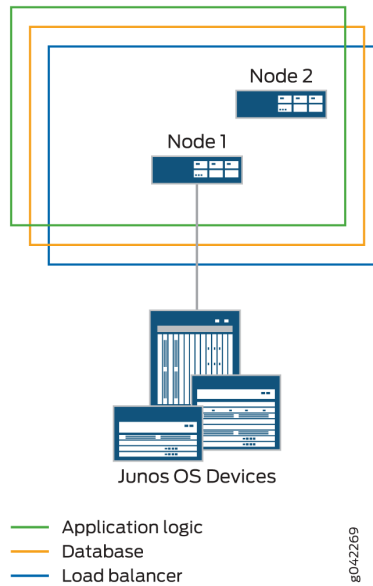 Node 2
Node 1
Junos OS Devices
Application logic
Database
Load balancer
g042269